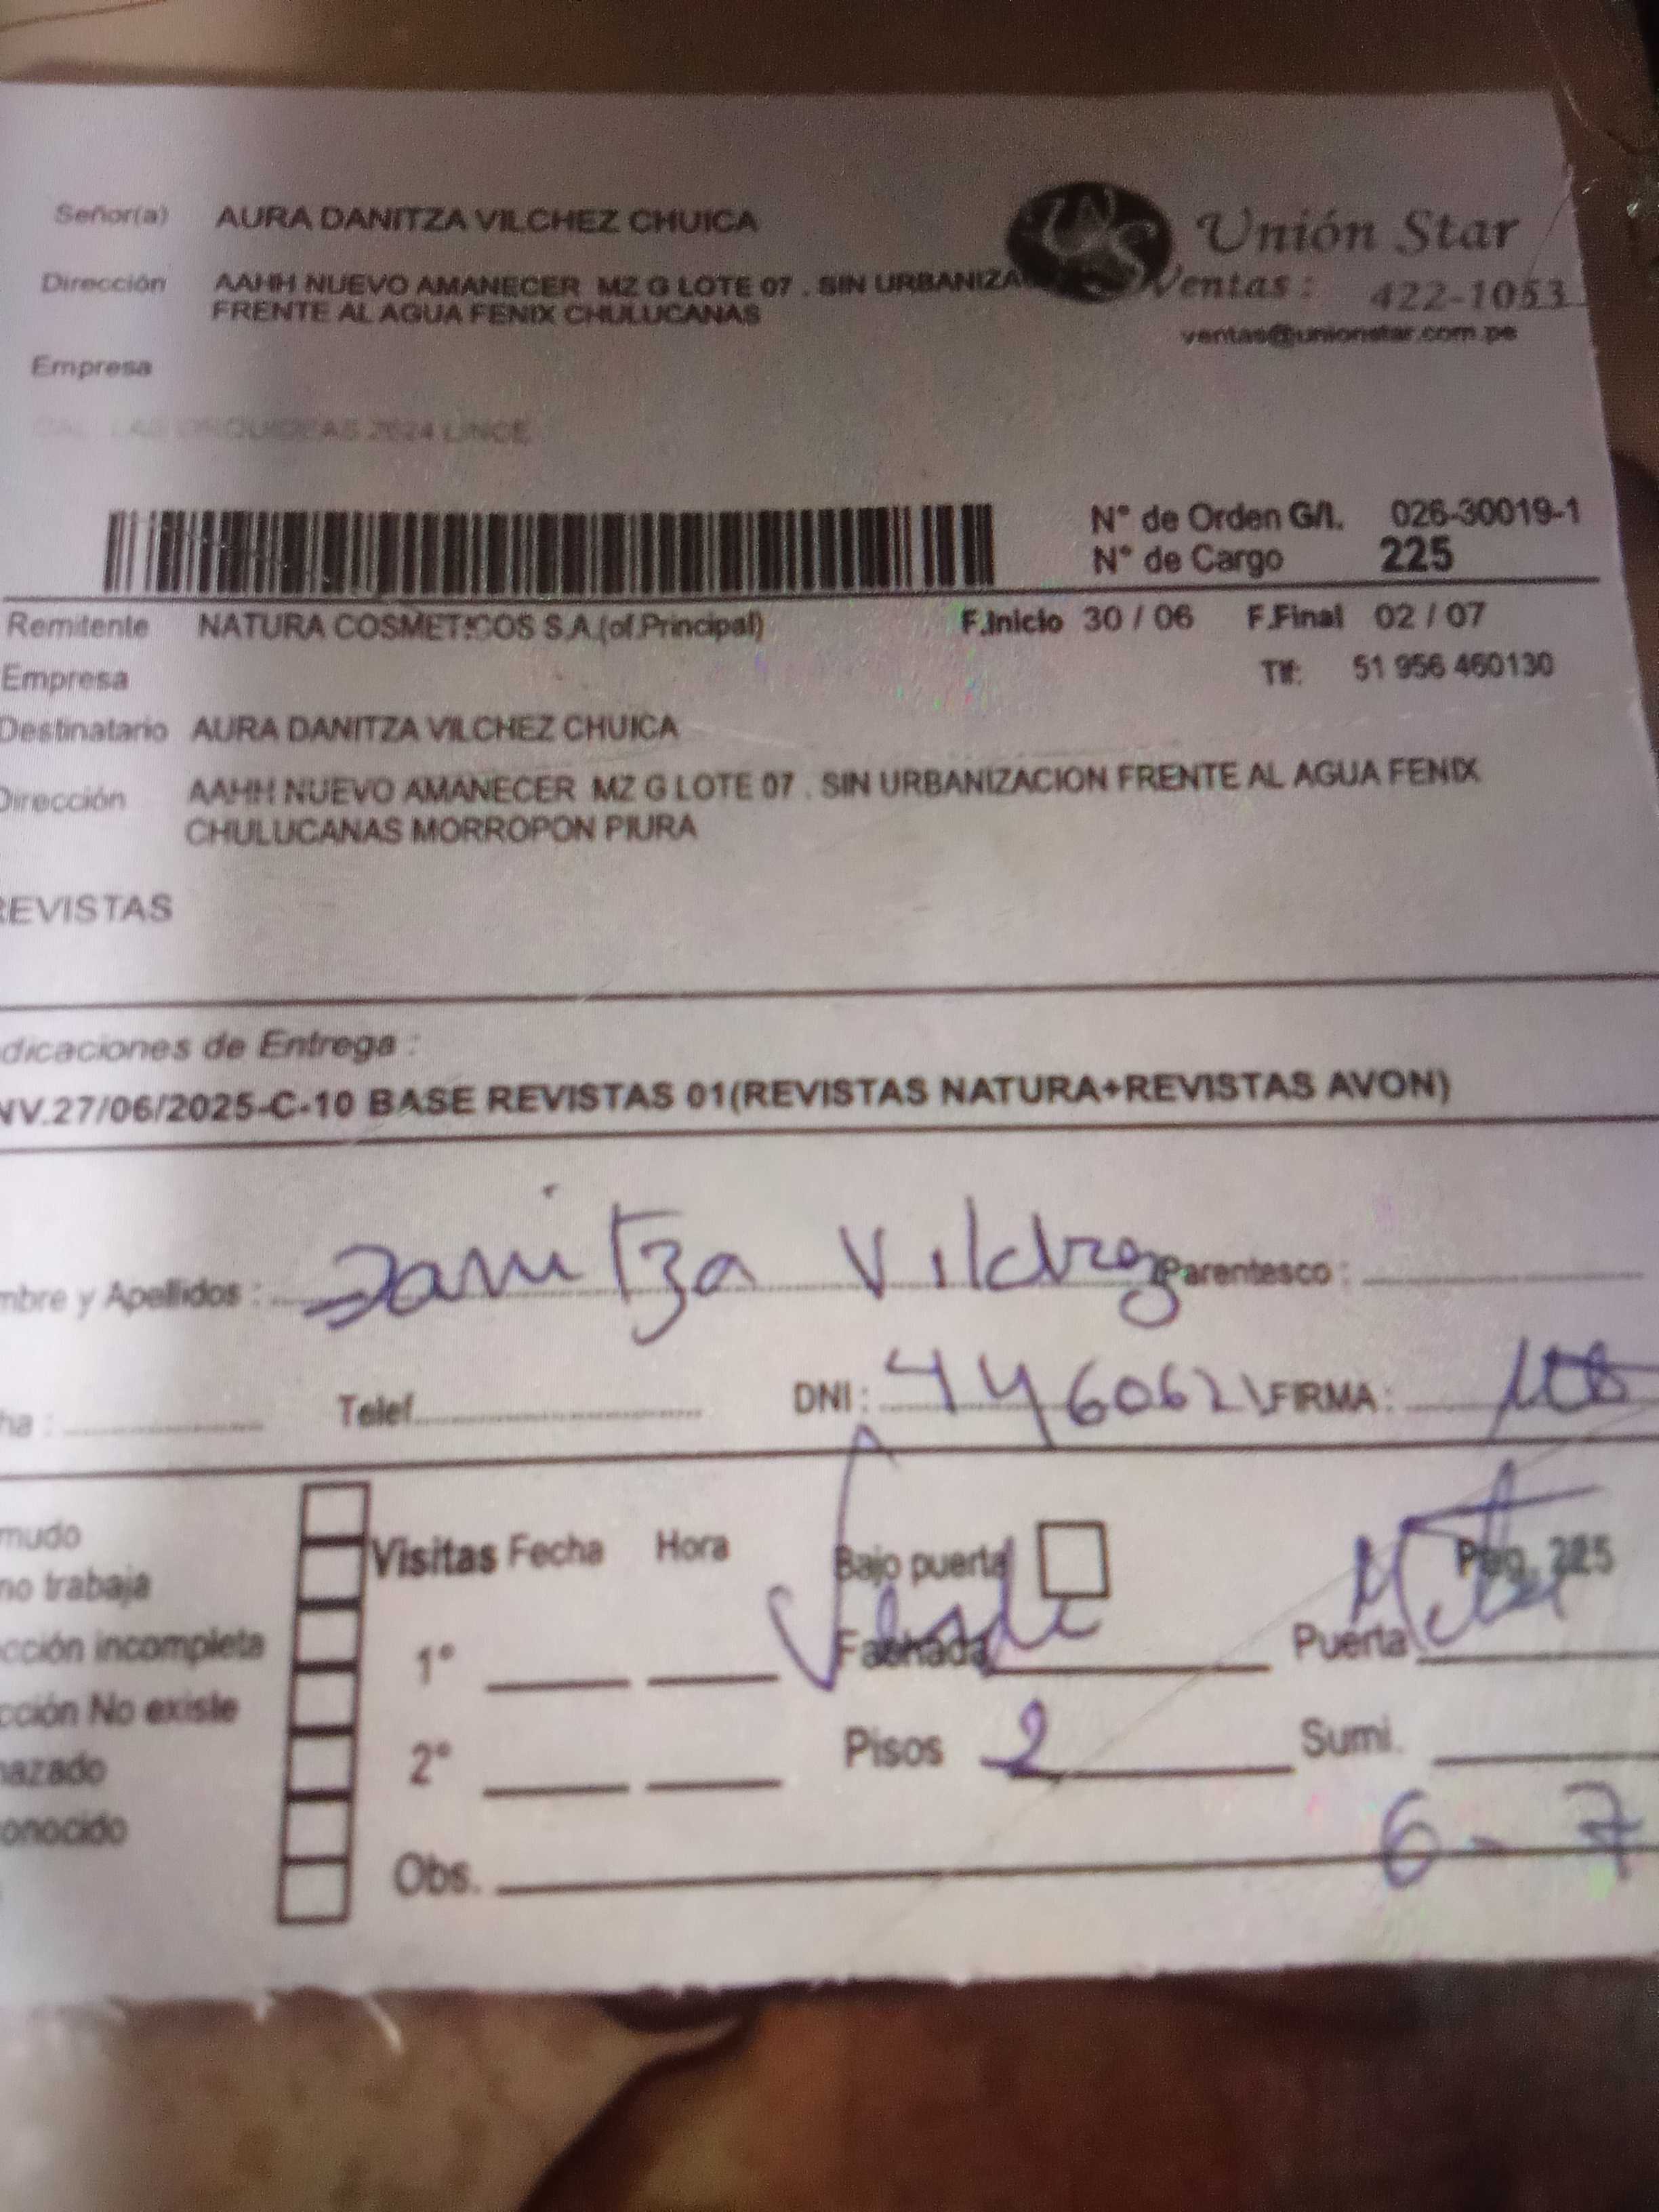 Señor(a) AURA DANITZA VILCHEZ CHUICA
Unión Star
Dirección AAHH NUEVO AMANECER MZ G LOTE 07 . SIN URBANIZA
FRENTE AL AGUA FENIX CHULUCANAS
Ventas : 422-1053
ventas@unionstar.com.pe
Empresa
LINCE
N° de Orden G/I. 026-30019-1
N° de Cargo 225
Remitente NATURA COSMETICOS S.A.(of.Principal) F.Inicio 30 / 06 F.Final 02 / 07
Empresa Tlf: 51 956 460130
Destinatario AURA DANITZA VILCHEZ CHUICA
Dirección AAHH NUEVO AMANECER MZ G LOTE 07 . SIN URBANIZACION FRENTE AL AGUA FENIX
CHULUCANAS MORROPON PIURA
REVISTAS
dicaciones de Entrega :
NV.27/06/2025-C-10 BASE REVISTAS 01(REVISTAS NATURA+REVISTAS AVON)
mbre y Apellidos : Danitza Vilchez Parentesco :
ha : Telef. DNI : 4460621 FIRMA :
mudo
no trabaja
cción incompleta
cción No existe
hazado
onocido
Visitas Fecha Hora
1°
2°
Obs.
Bajo puerta Pag. 225
Fachada Puerta
Pisos 2 Sumi.
6 - 7